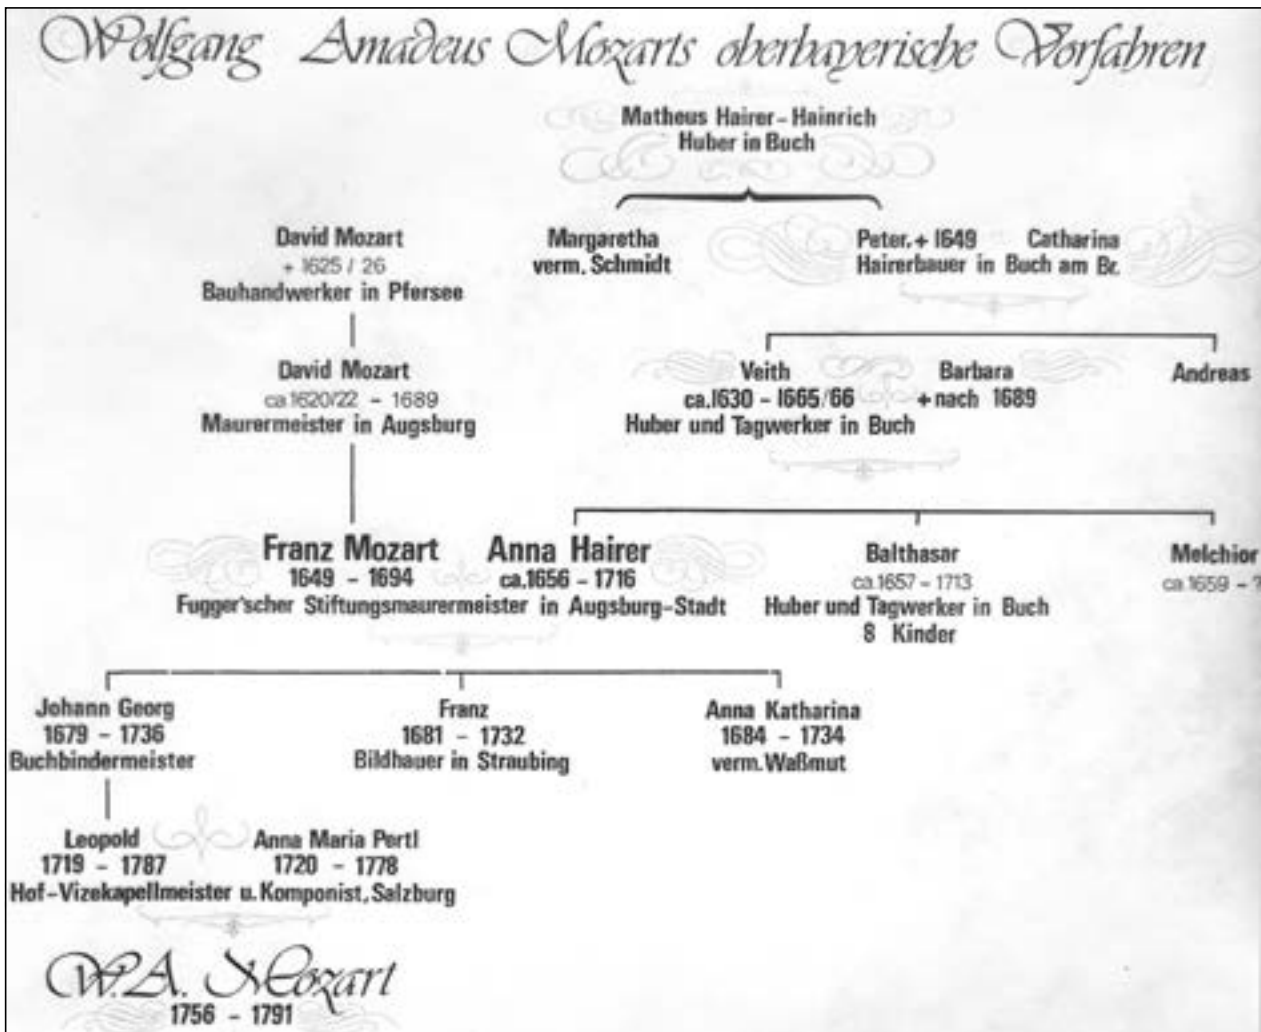 Wolfgang Amadeus Mozarts oberbayerische Vorfahren
Matheus Hairer - Hainrich
Huber in Buch
David Mozart
+ 1625 / 26
Bauhandwerker in Pfersee
Margaretha
verm. Schmidt
Peter. + 1649 Catharina
Hairerbauer in Buch am Br.
David Mozart
ca.1620/22 - 1689
Maurermeister in Augsburg
Veith
ca.1630 - 1665/66
Huber und Tagwerker in Buch
Barbara
+ nach 1689
Andreas
Franz Mozart
1649 - 1694
Anna Hairer
ca.1656 - 1716
Fugger'scher Stiftungsmaurermeister in Augsburg-Stadt
Balthasar
ca.1657 - 1713
Huber und Tagwerker in Buch
8 Kinder
Melchior
ca.1659 - ?
Johann Georg
1679 - 1736
Buchbindermeister
Franz
1681 - 1732
Bildhauer in Straubing
Anna Katharina
1684 - 1734
verm. Waßmut
Leopold
1719 - 1787
Anna Maria Pertl
1720 - 1778
Hof-Vizekapellmeister u. Komponist, Salzburg
W.A. Mozart
1756 - 1791